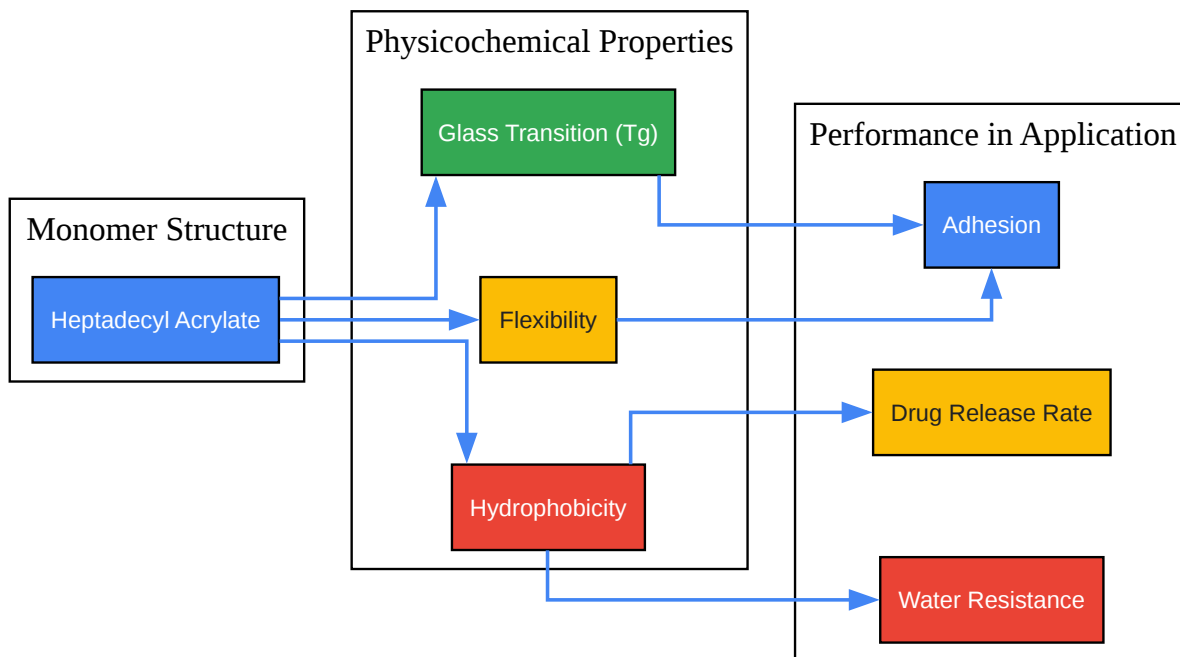 Physicochemical Properties
Glass Transition (Tg)
Performance in Application
Monomer Structure
Adhesion
Heptadecyl Acrylate
Flexibility
Drug Release Rate
Hydrophobicity
Water Resistance